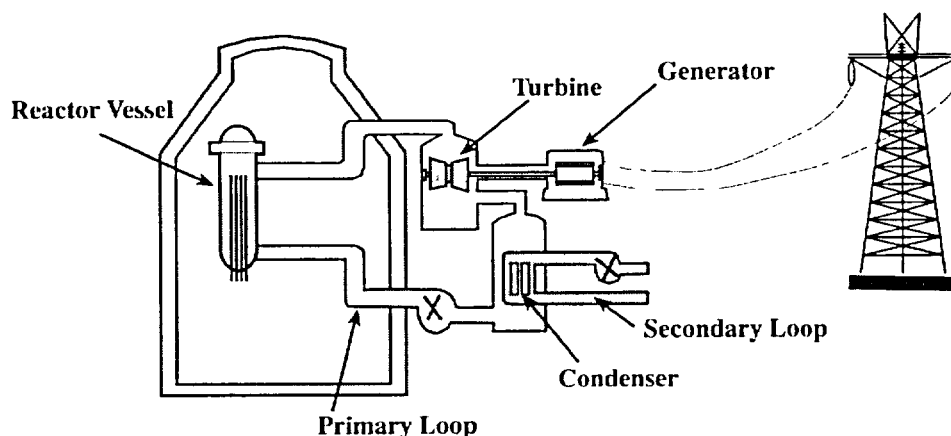 Generator
Turbine
Reactor Vessel
Secondary Loop
Condenser
Primary Loop